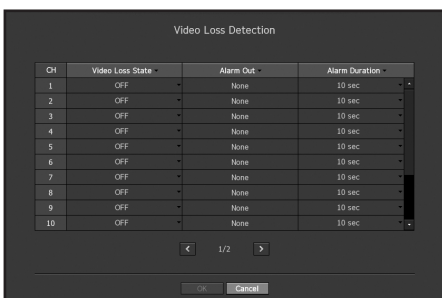 Video Loss Detection
CH Video Loss State Alarm Out Alarm Duration
1 OFF None 10 sec
2 OFF None 10 sec
3 OFF None 10 sec
4 OFF None 10 sec
5 OFF None 10 sec
6 OFF None 10 sec
7 OFF None 10 sec
8 OFF None 10 sec
9 OFF None 10 sec
10 OFF None 10 sec
< 1/2 >
OK Cancel